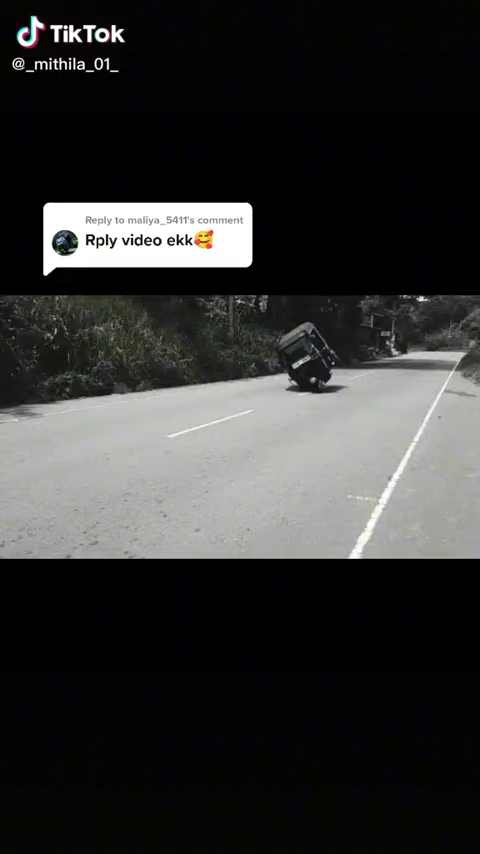 TikTok
@_mithila_01_
Reply to maliya_5411's comment
Rply video ekk🥰